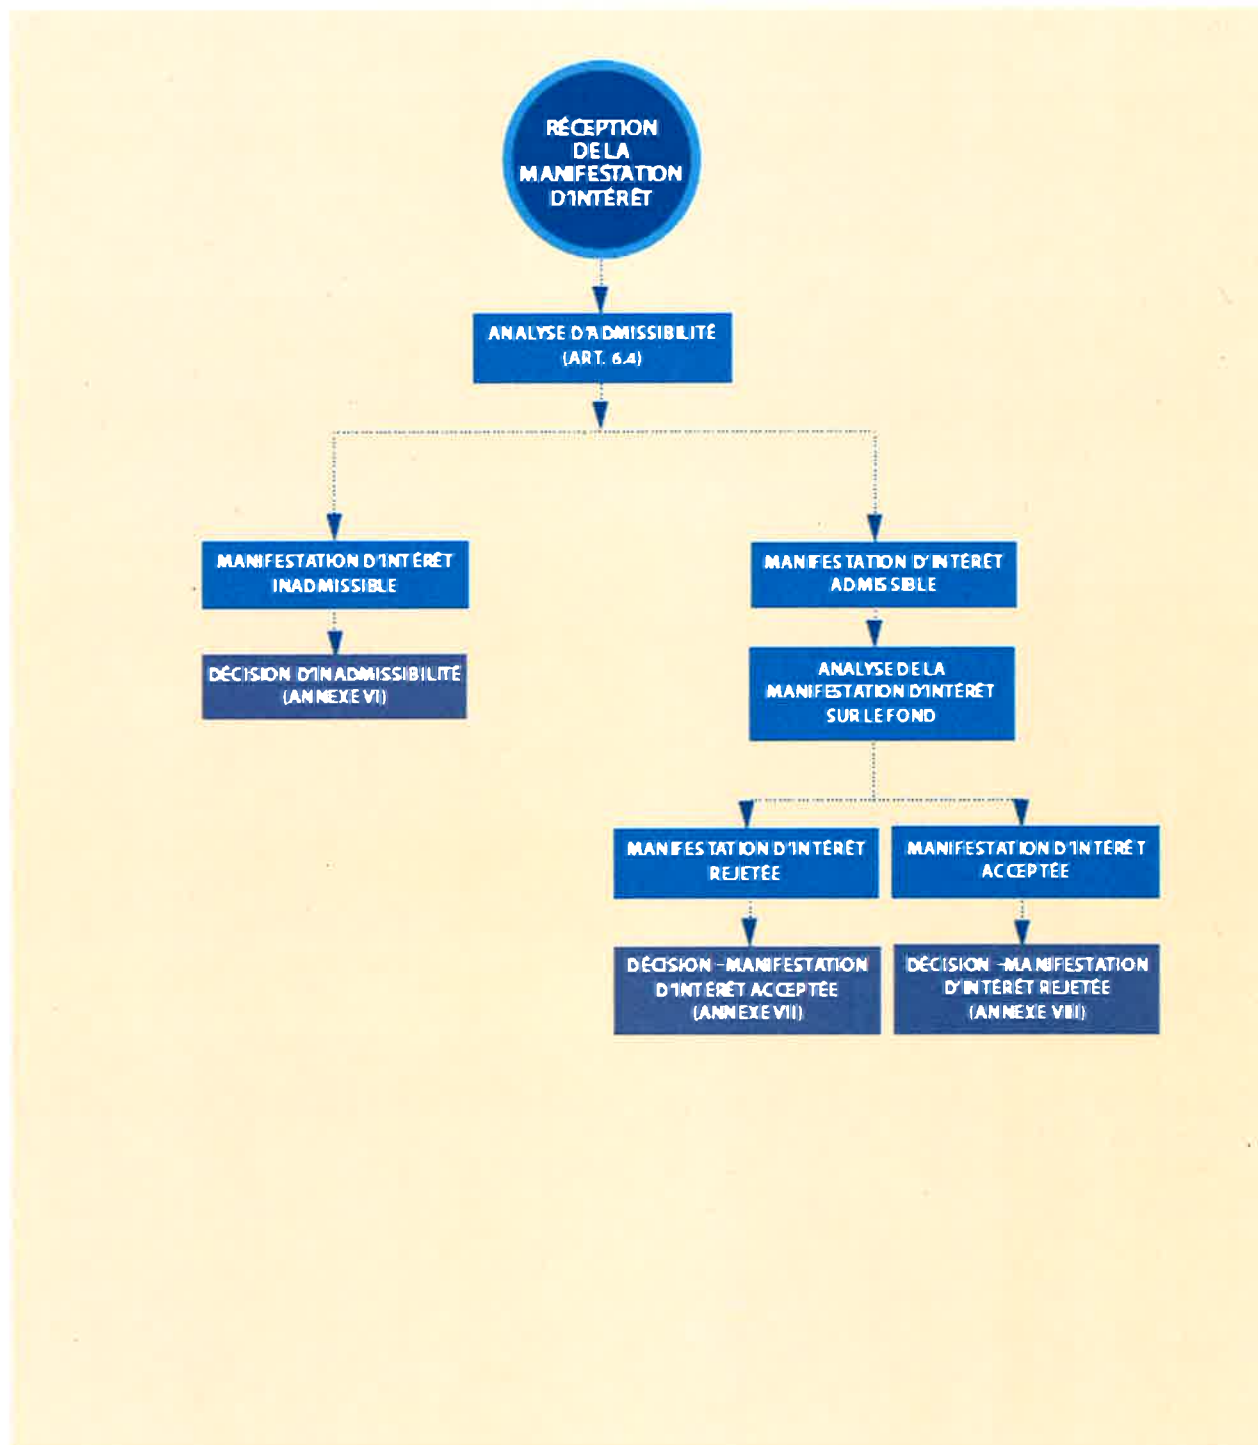 RÉCEPTION
DE LA
MANIFESTATION
D'INTÉRÊT
ANALYSE D'ADMISSIBILITÉ
(ART. 6.4)
MANIFESTATION D'INTÉRÊT
INADMISSIBLE
MANIFESTATION D'INTÉRÊT
ADMISSIBLE
DÉCISION D'INADMISSIBILITÉ
(ANNEXE VI)
ANALYSE DE LA
MANIFESTATION D'INTÉRÊT
SUR LE FOND
MANIFESTATION D'INTÉRÊT
REJETÉE
MANIFESTATION D'INTÉRÊT
ACCEPTÉE
DÉCISION –MANIFESTATION
D'INTÉRÊT ACCEPTÉE
(ANNEXE VII)
DÉCISION –MANIFESTATION
D'INTÉRÊT REJETÉE
(ANNEXE VIII)